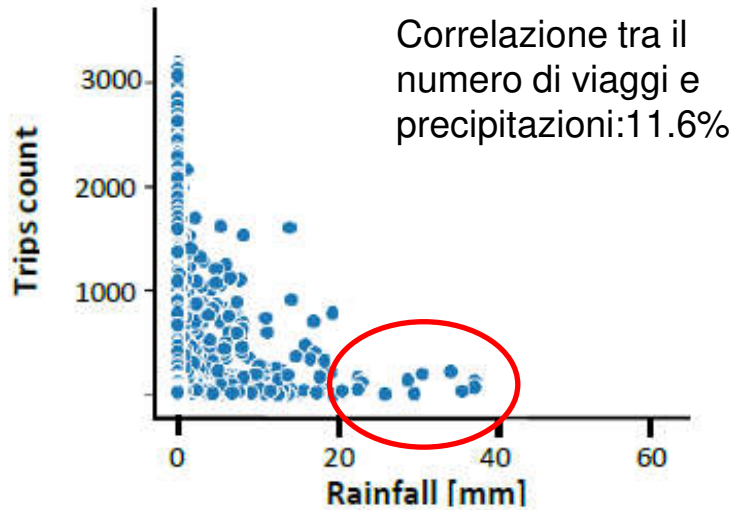 Correlazione tra il
numero di viaggi e
precipitazioni:11.6%
Trips count
3000
2000
1000
0
20
40
60
Rainfall [mm]